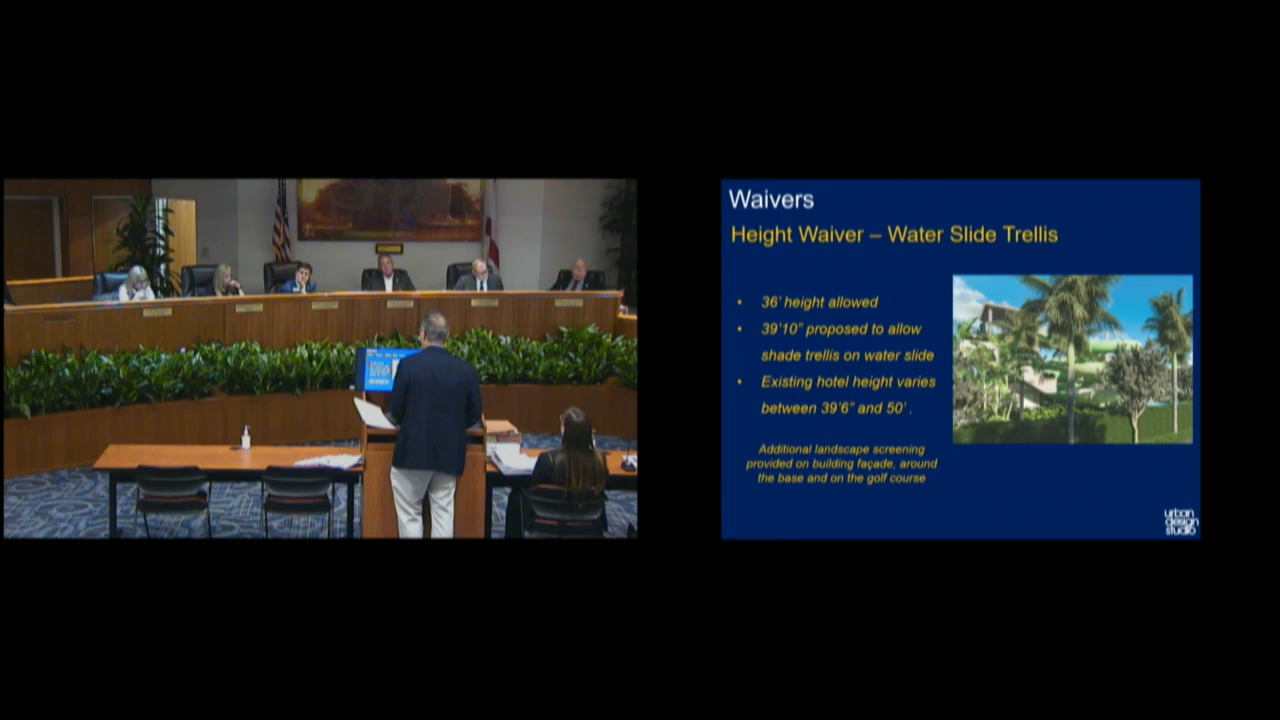 Waivers
Height Waiver – Water Slide Trellis
• 36' height allowed
• 39'10" proposed to allow
shade trellis on water slide
• Existing hotel height varies
between 39'6" and 50' .
Additional landscape screening
provided on building façade, around
the base and on the golf course
urban
design
studio